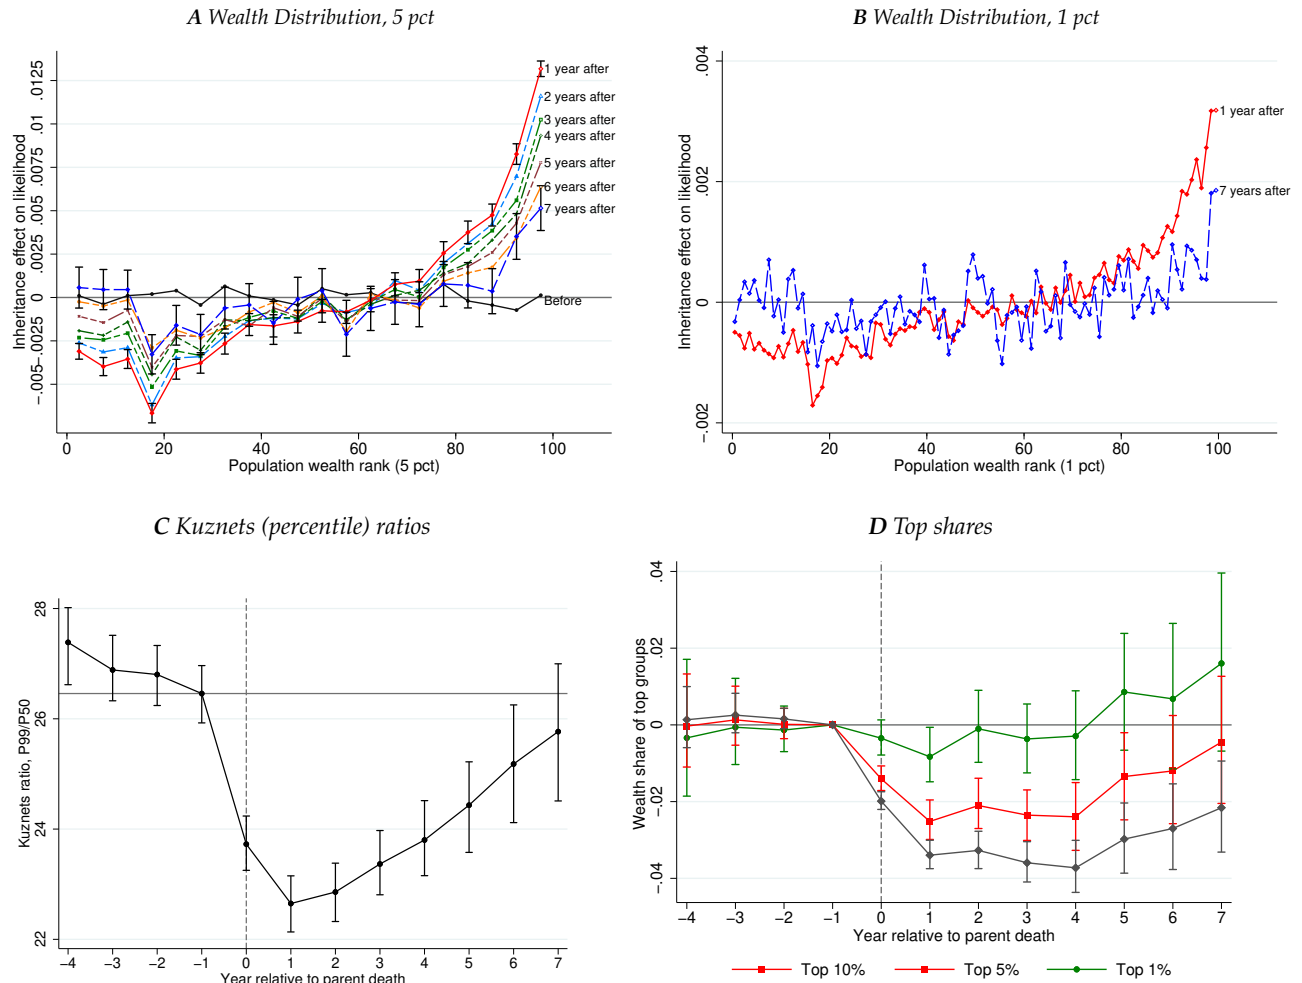 A Wealth Distribution, 5 pct
Inheritance effect on likelihood
.0125
.01
.0075
.005
.0025
0
−.0025
−.005
1 year after
2 years after
3 years after
4 years after
5 years after
6 years after
7 years after
Before
0 20 40 60 80 100
Population wealth rank (5 pct)
B Wealth Distribution, 1 pct
Inheritance effect on likelihood
.004
.002
0
−.002
1 year after
7 years after
0 20 40 60 80 100
Population wealth rank (1 pct)
C Kuznets (percentile) ratios
Kuznets ratio, P99/P50
28
26
24
22
−4 −3 −2 −1 0 1 2 3 4 5 6 7
Year relative to parent death
D Top shares
Wealth share of top groups
.04
.02
0
−.02
−.04
−4 −3 −2 −1 0 1 2 3 4 5 6 7
Year relative to parent death
Top 10% Top 5% Top 1%